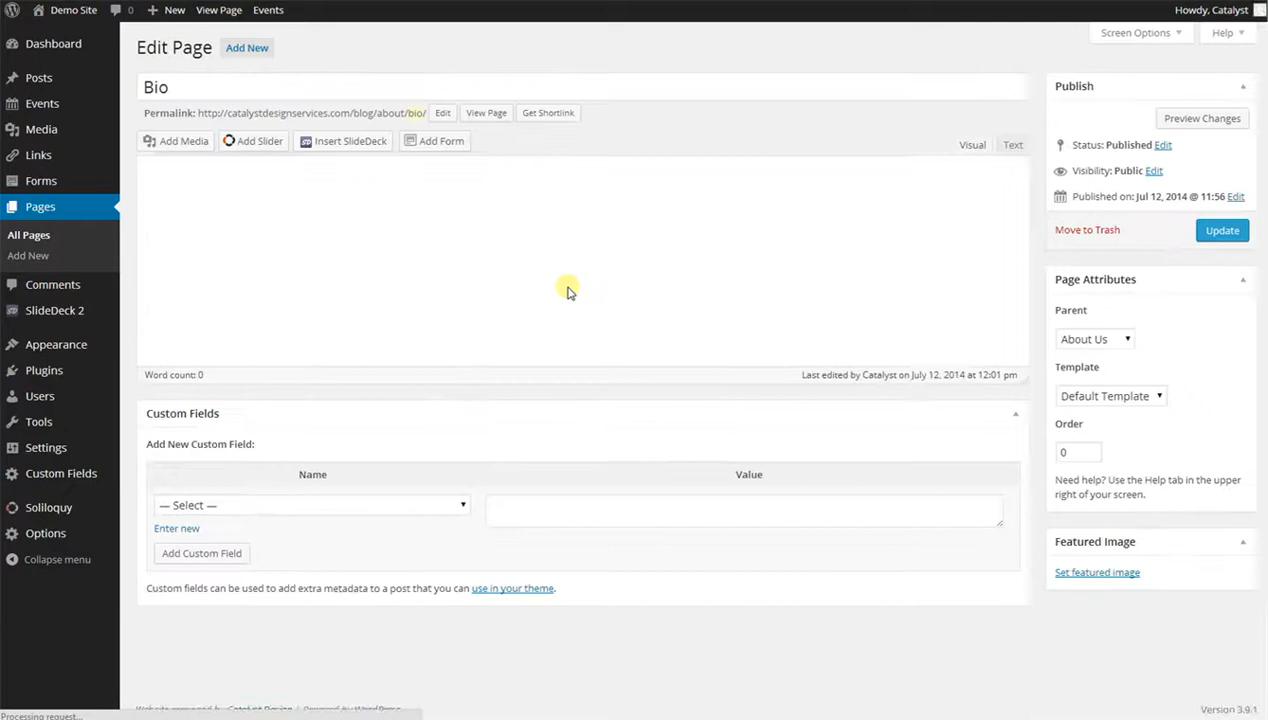 Demo Site 0 New View Page Events Howdy, Catalyst
Screen Options Help
Dashboard
Posts
Events
Media
Links
Forms
Pages
All Pages
Add New
Comments
SlideDeck 2
Appearance
Plugins
Users
Tools
Settings
Custom Fields
Soliloquy
Options
Collapse menu
Edit Page Add New
Bio
Permalink: http://catalystdesignservices.com/blog/about/bio/ Edit View Page Get Shortlink
Add Media Add Slider Insert SlideDeck Add Form Visual Text
Word count: 0 Last edited by Catalyst on July 12, 2014 at 12:01 pm
Custom Fields
Add New Custom Field:
Name Value
— Select —
Enter new
Add Custom Field
Custom fields can be used to add extra metadata to a post that you can use in your theme.
Publish
Preview Changes
Status: Published Edit
Visibility: Public Edit
Published on: Jul 12, 2014 @ 11:56 Edit
Move to Trash Update
Page Attributes
Parent
About Us
Template
Default Template
Order
0
Need help? Use the Help tab in the upper
right of your screen.
Featured Image
Set featured image
Processing request...
Version 3.9.1